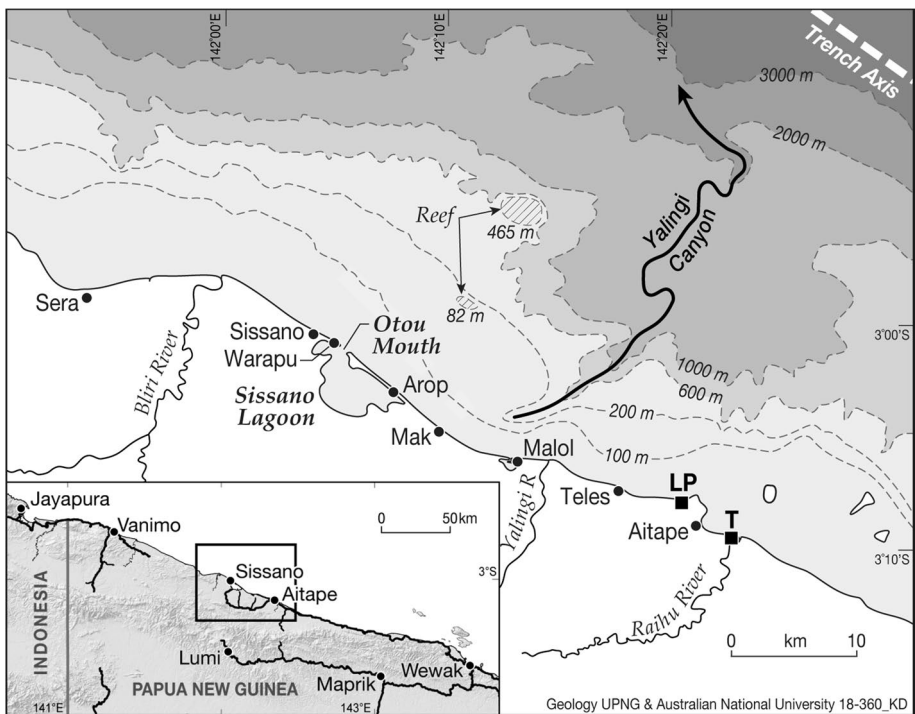 142°00'E
142°10'E
142°20'E
Trench Axis
3000 m
2000 m
Reef
465 m
Yalingi
Canyon
82 m
Sera
Bliri River
Sissano
Warapu
Otou
Mouth
Sissano
Lagoon
Arop
Mak
3°00'S
1000 m
600 m
200 m
100 m
Malol
Yalingi R
Teles
LP
Aitape
T
3°10'S
Raihu River
0 km 10
Jayapura
Vanimo
0 50km
Sissano
Aitape
3°S
INDONESIA
Lumi
Wewak
Maprik
PAPUA NEW GUINEA
141°E
143°E
Geology UPNG & Australian National University 18-360_KD